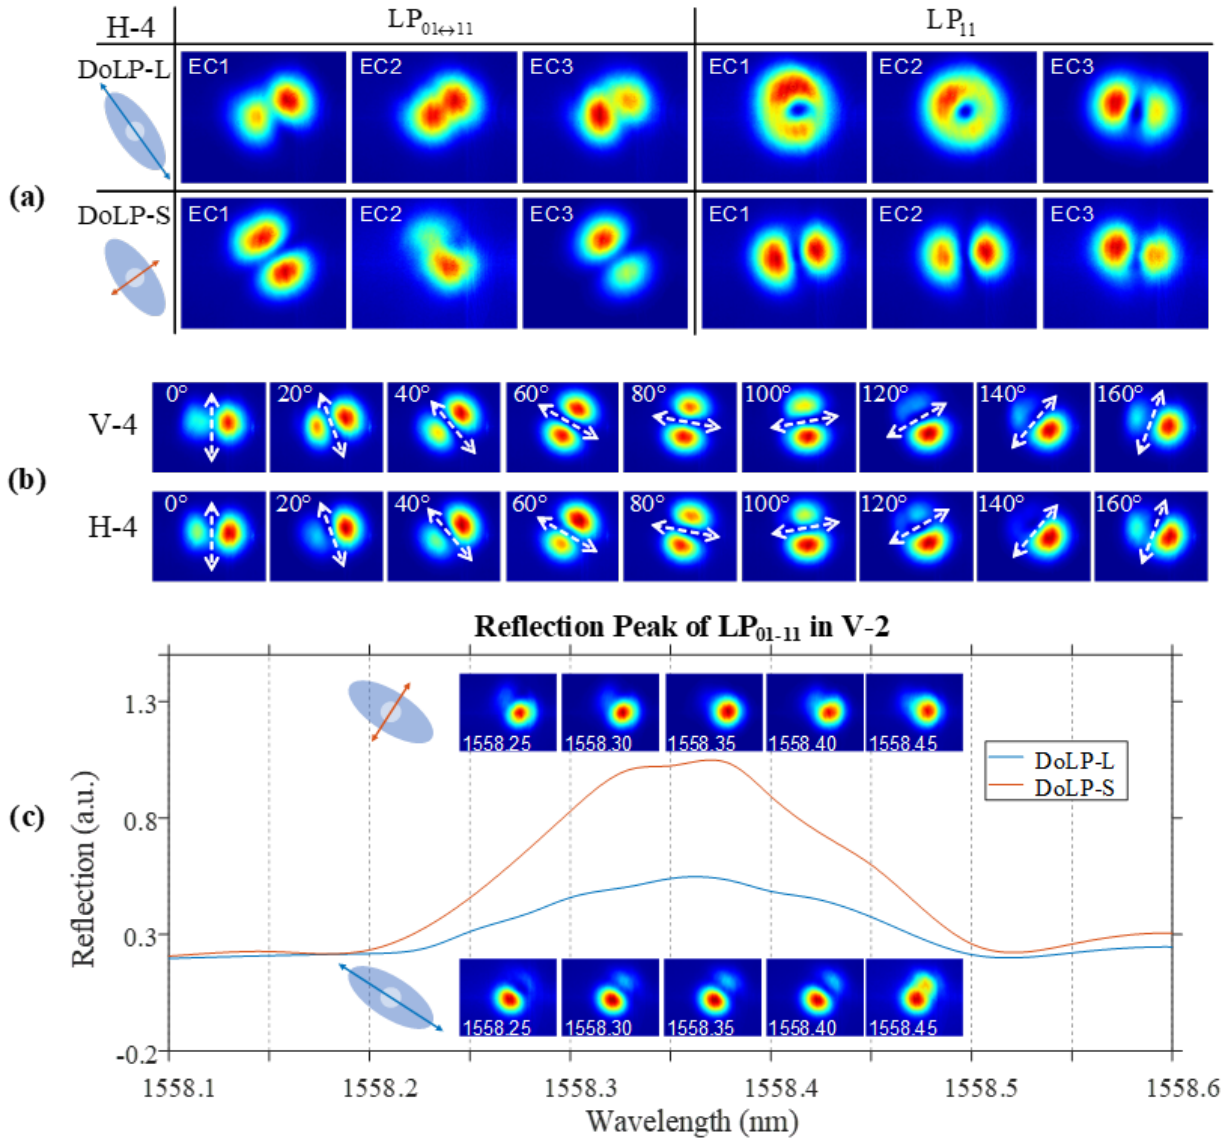 H-4 LP01↔11 LP11
DoLP-L EC1 EC2 EC3 EC1 EC2 EC3
(a)
DoLP-S EC1 EC2 EC3 EC1 EC2 EC3
0° 20° 40° 60° 80° 100° 120° 140° 160°
V-4
(b)
0° 20° 40° 60° 80° 100° 120° 140° 160°
H-4
Reflection Peak of LP01-11 in V-2
1.3
1558.25 1558.30 1558.35 1558.40 1558.45
DoLP-L
DoLP-S
(c)
0.8
Reflection (a.u.)
0.3
1558.25 1558.30 1558.35 1558.40 1558.45
-0.2
1558.1 1558.2 1558.3 1558.4 1558.5 1558.6
Wavelength (nm)